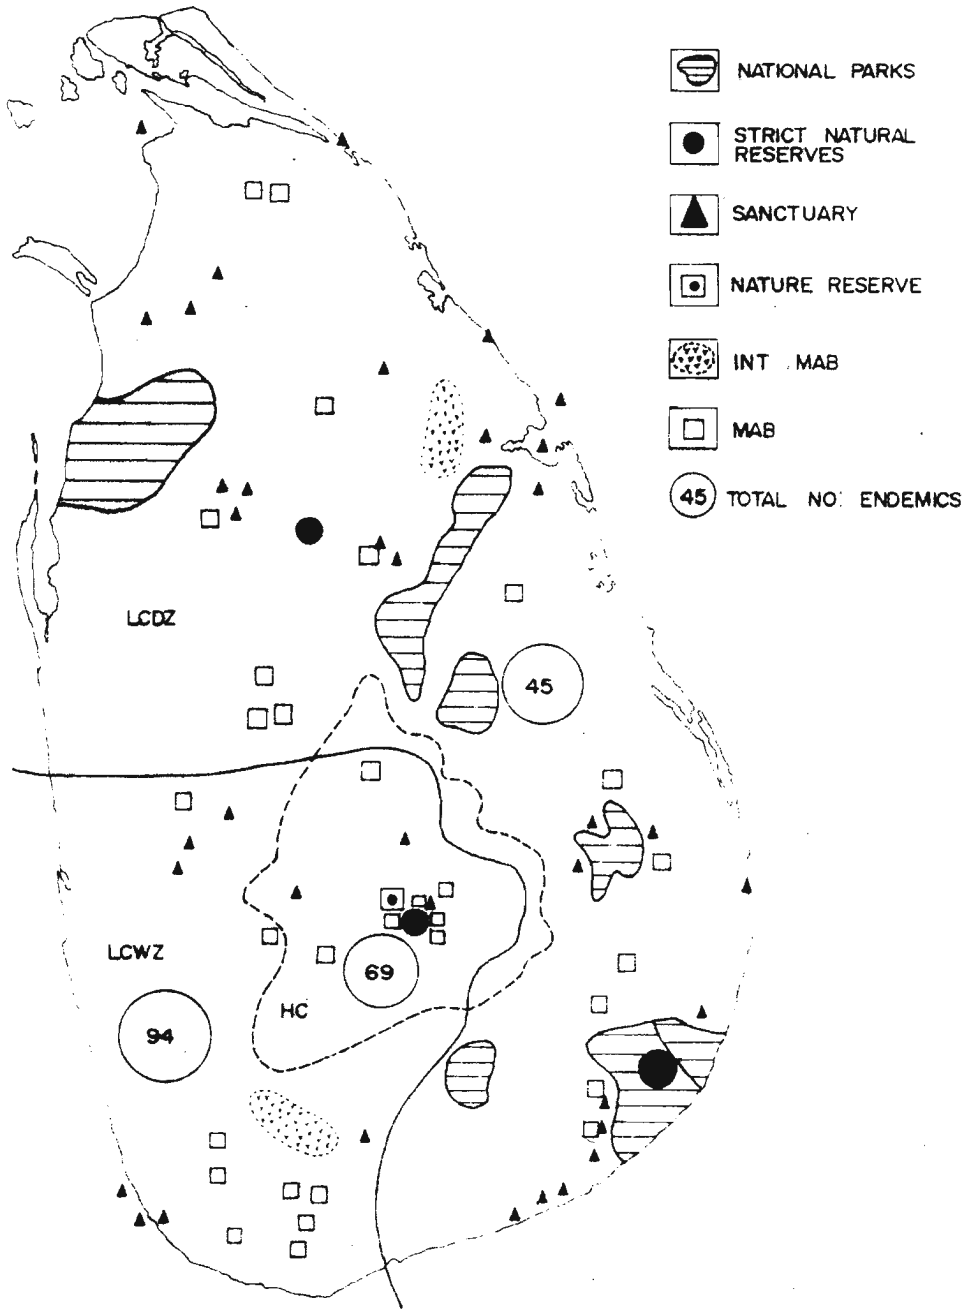 NATIONAL PARKS
STRICT NATURAL
RESERVES
SANCTUARY
NATURE RESERVE
INT MAB
MAB
45 TOTAL NO: ENDEMICS
LCDZ
45
LCWZ
69
HC
94